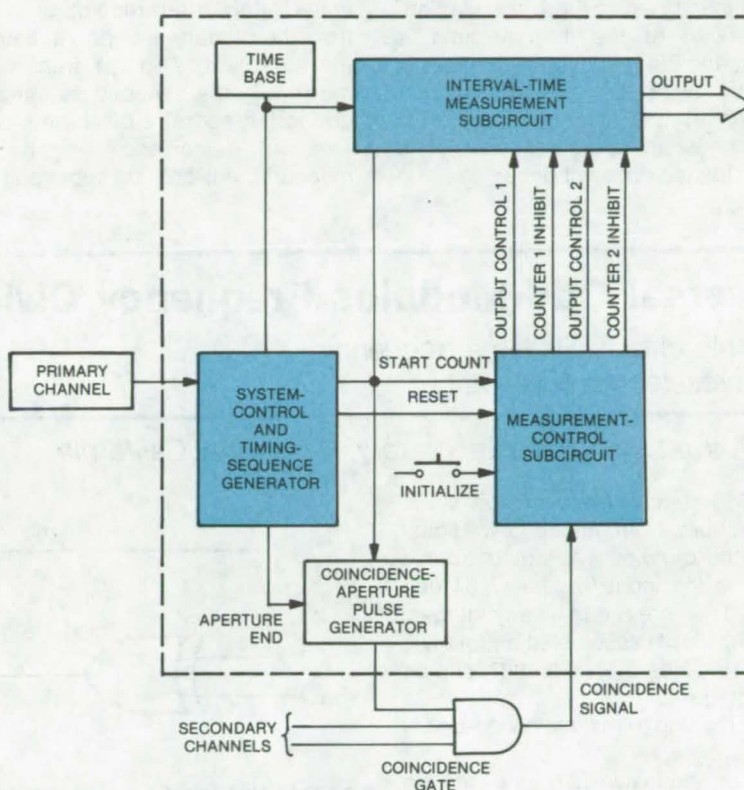 TIME
BASE
INTERVAL-TIME
MEASUREMENT
SUBCIRCUIT
OUTPUT
OUTPUT CONTROL 1
COUNTER 1 INHIBIT
OUTPUT CONTROL 2
COUNTER 2 INHIBIT
PRIMARY
CHANNEL
SYSTEM-
CONTROL
AND
TIMING-
SEQUENCE
GENERATOR
START COUNT
RESET
INITIALIZE
MEASUREMENT-
CONTROL
SUBCIRCUIT
APERTURE
END
COINCIDENCE-
APERTURE
PULSE
GENERATOR
COINCIDENCE
SIGNAL
SECONDARY
CHANNELS
COINCIDENCE
GATE